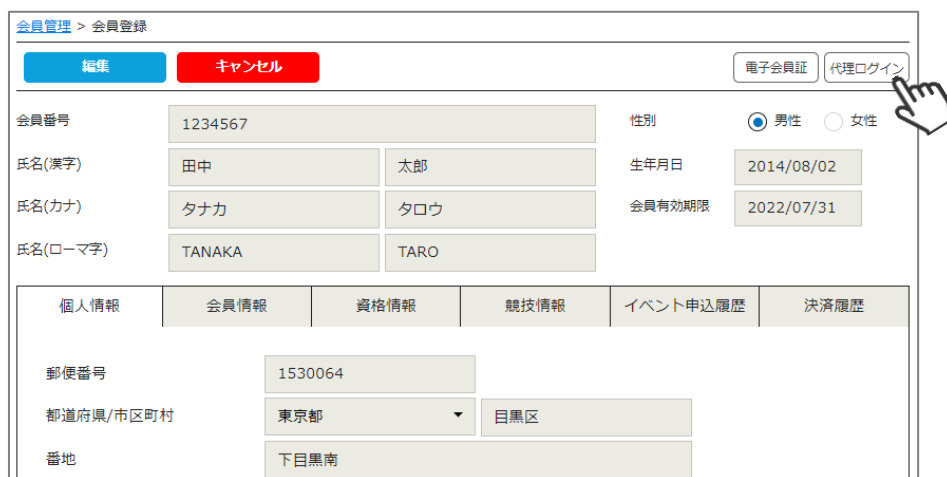 会員管理 > 会員登録
編集 キャンセル 電子会員証 代理ログイン
会員番号 1234567 性別 男性 女性
氏名(漢字) 田中 太郎 生年月日 2014/08/02
氏名(カナ) タナカ タロウ 会員有効期限 2022/07/31
氏名(ローマ字) TANAKA TARO
個人情報 会員情報 資格情報 競技情報 イベント申込履歴 決済履歴
郵便番号 1530064
都道府県/市区町村 東京都 目黒区
番地 下目黒南